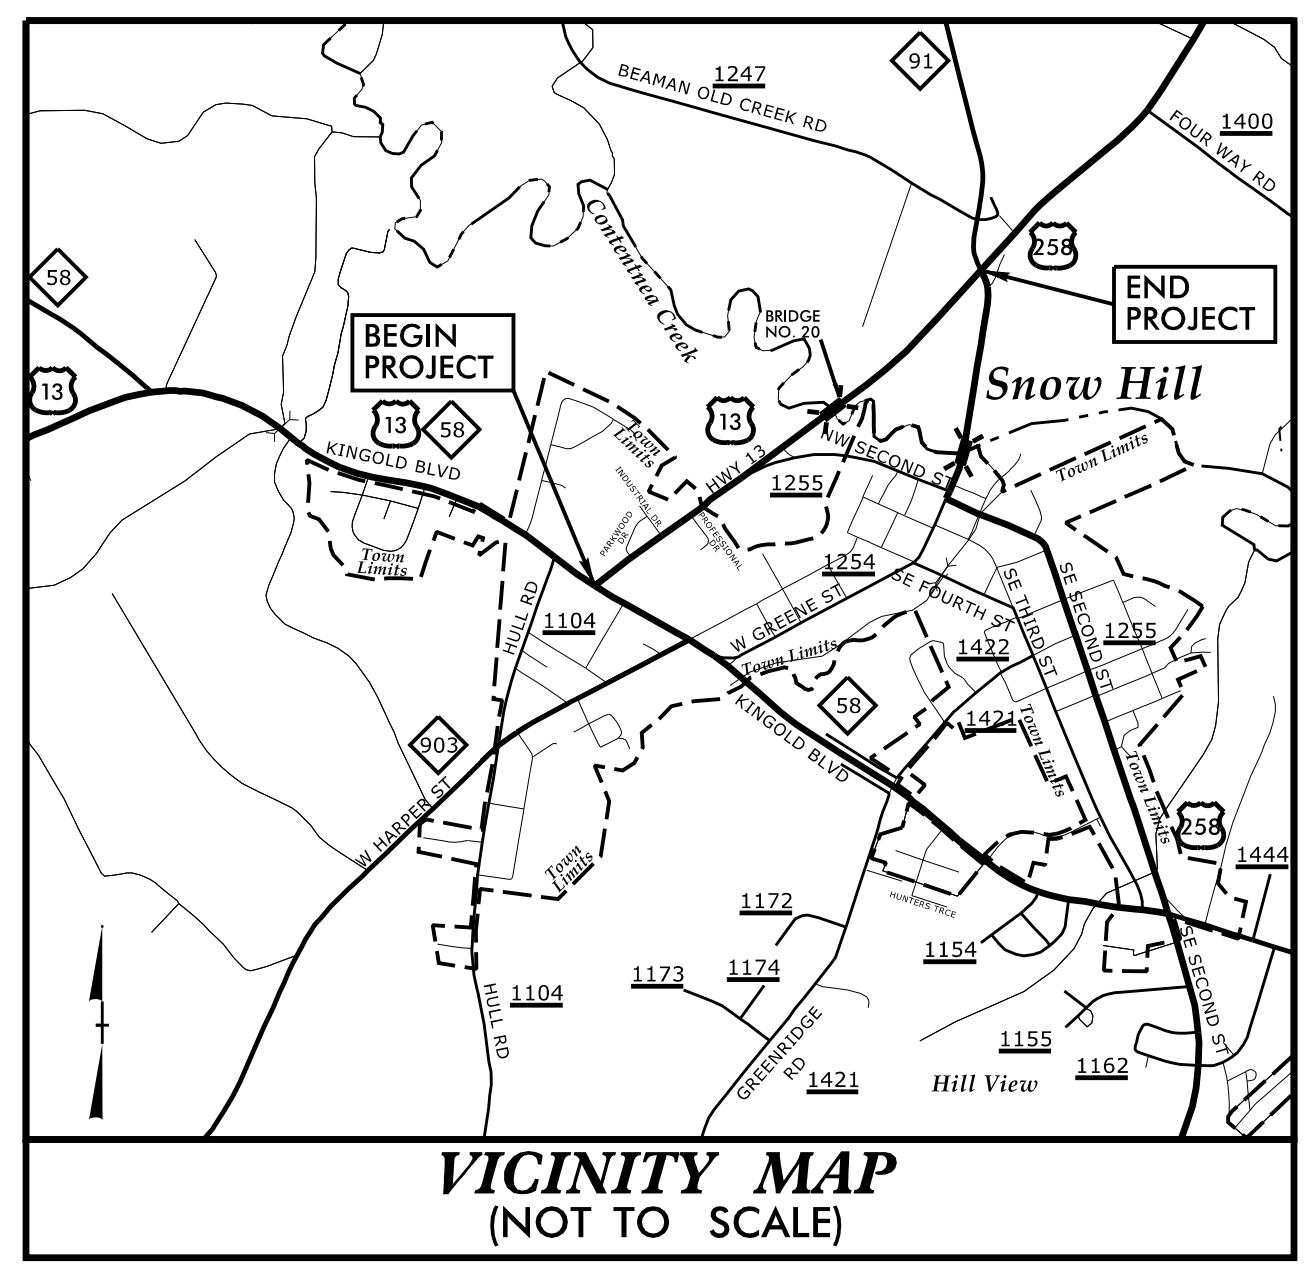 1247
BEAMAN OLD CREEK RD
91
1400
FOUR WAY RD
258
Contentnea Creek
58
END
PROJECT
BRIDGE
NO. 20
BEGIN
PROJECT
Snow Hill
13
13
58
13
KINGOLD BLVD
Town
Limits
HWY 13
NW SECOND ST
Town Limits
1255
INDUSTRIAL DR
PARKWOOD
DR
PROFESSIONAL
DR
Town
Limits
1254
SE FOURTH ST
SE THIRD ST
SE SECOND ST
HULL RD
1104
W GREENE ST
1255
1422
Town Limits
58
1421
Town Limits
903
KINGOLD BLVD
Town Limits
W HARPER ST
258
1444
Town
Limits
HUNTERS TRCE
1172
1154
SE SECOND ST
1173
1174
1104
HULL RD
GREENRIDGE
RD
1421
1155
1162
Hill View
VICINITY MAP
(NOT TO SCALE)